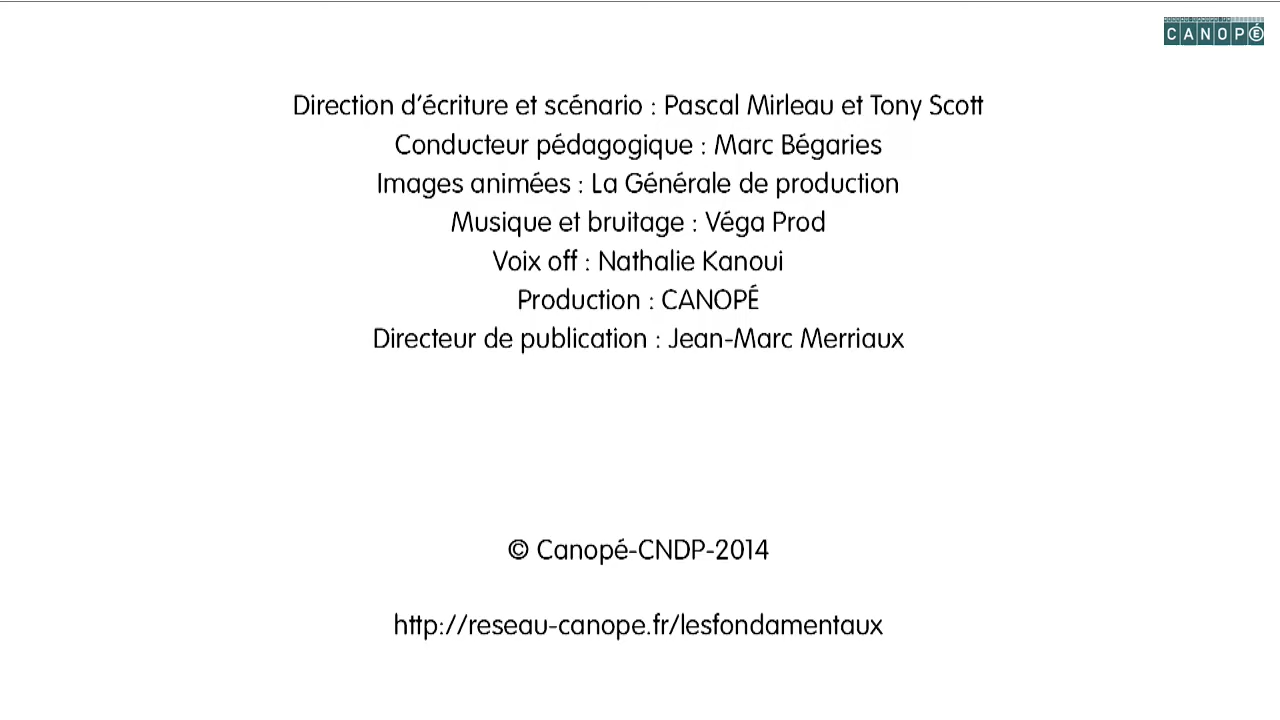 CANOPÉ
Direction d'écriture et scénario : Pascal Mirleau et Tony Scott
Conducteur pédagogique : Marc Bégaries
Images animées : La Générale de production
Musique et bruitage : Véga Prod
Voix off : Nathalie Kanoui
Production : CANOPÉ
Directeur de publication : Jean-Marc Merriaux
© Canopé-CNDP-2014
http://reseau-canope.fr/lesfondamentaux